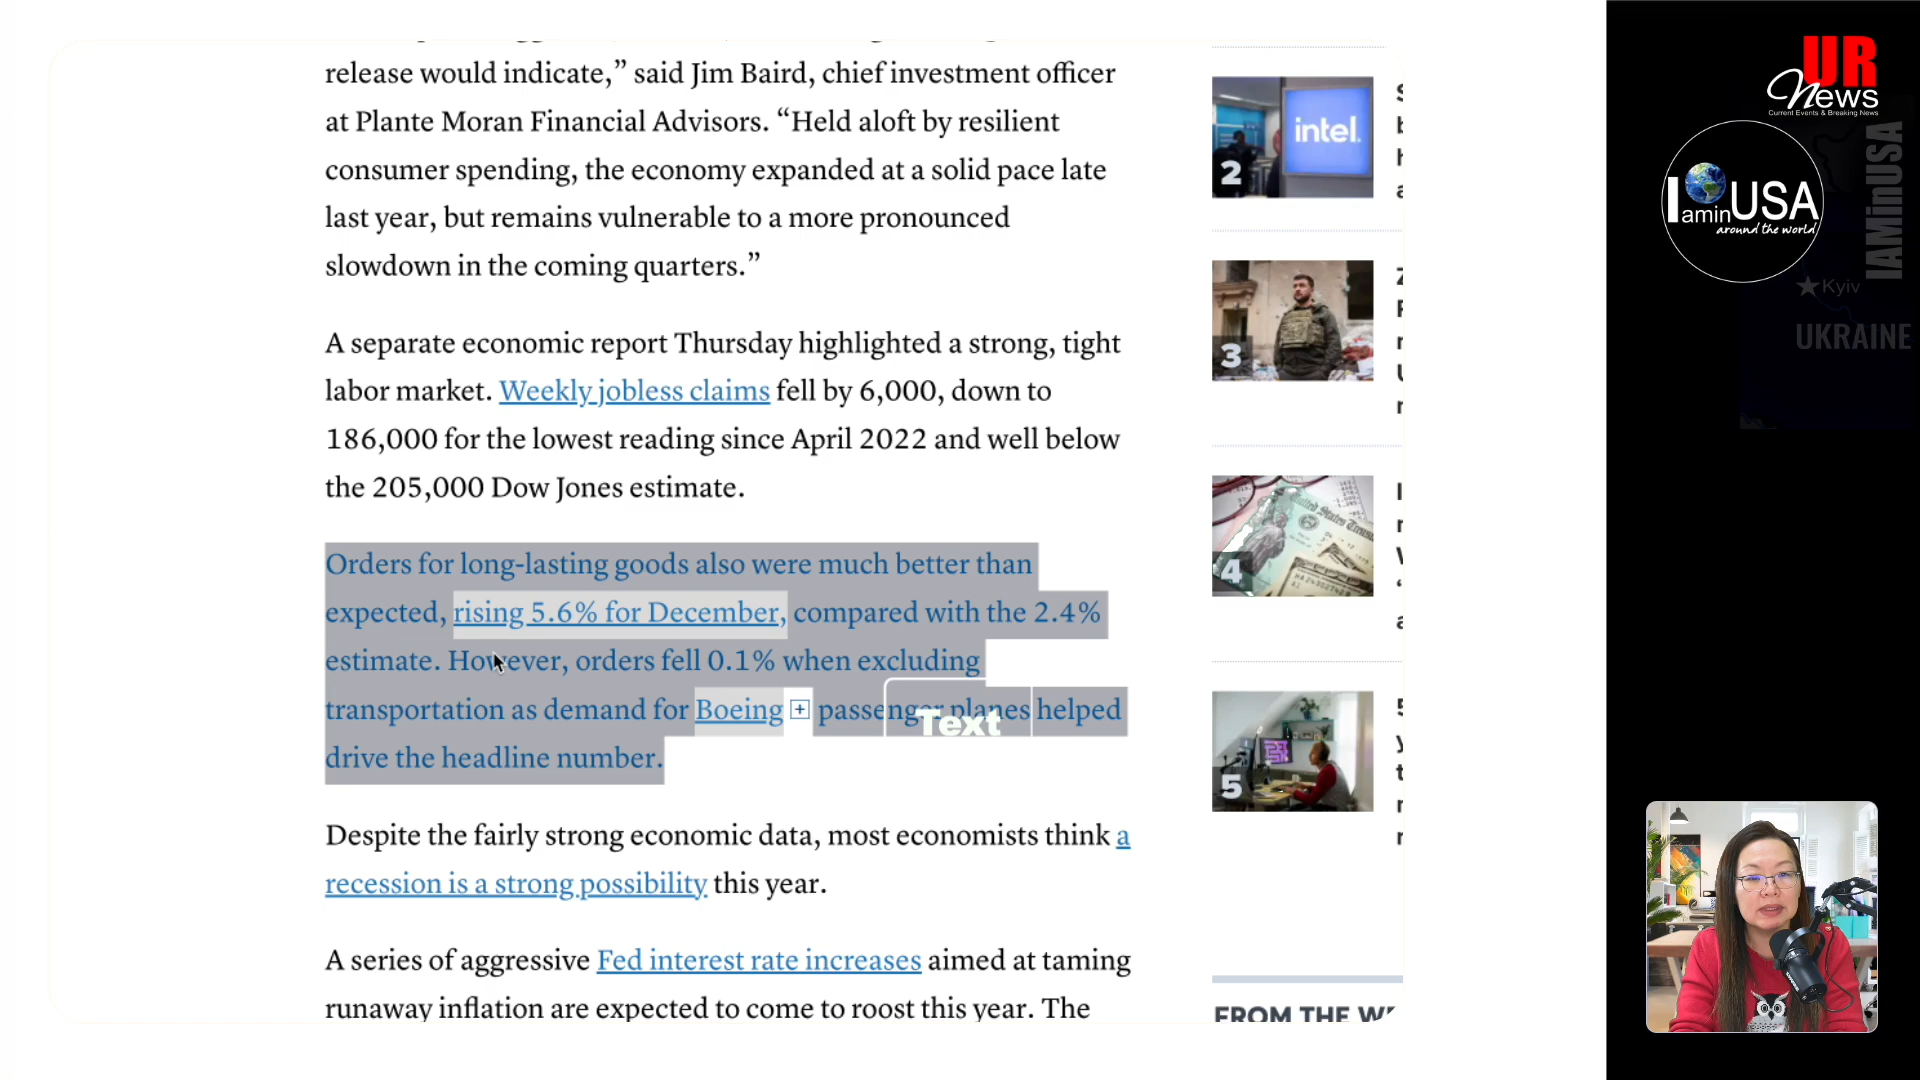 release would indicate,” said Jim Baird, chief investment officer
at Plante Moran Financial Advisors. “Held aloft by resilient
consumer spending, the economy expanded at a solid pace late
last year, but remains vulnerable to a more pronounced
slowdown in the coming quarters.”
A separate economic report Thursday highlighted a strong, tight
labor market. Weekly jobless claims fell by 6,000, down to
186,000 for the lowest reading since April 2022 and well below
the 205,000 Dow Jones estimate.
Orders for long-lasting goods also were much better than
expected, rising 5.6% for December, compared with the 2.4%
estimate. However, orders fell 0.1% when excluding
transportation as demand for Boeing + passenger planes helped
drive the headline number.
Text
Despite the fairly strong economic data, most economists think a
recession is a strong possibility this year.
A series of aggressive Fed interest rate increases aimed at taming
runaway inflation are expected to come to roost this year. The
intel.
2
3
4
United States Treasury
5
FROM THE W
UR
News
Current Events & Breaking News
IaminUSA
around the world
IAMinUSA
Kyiv
UKRAINE